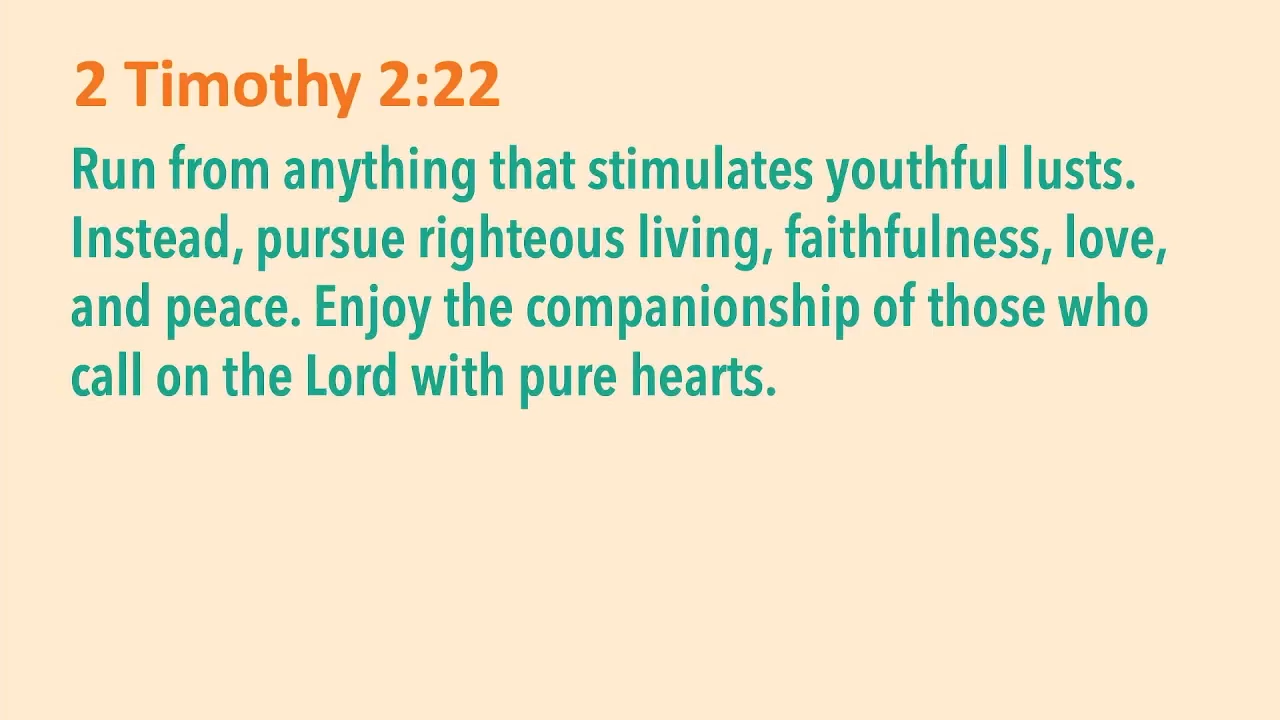 2 Timothy 2:22
Run from anything that stimulates youthful lusts.
Instead, pursue righteous living, faithfulness, love,
and peace. Enjoy the companionship of those who
call on the Lord with pure hearts.